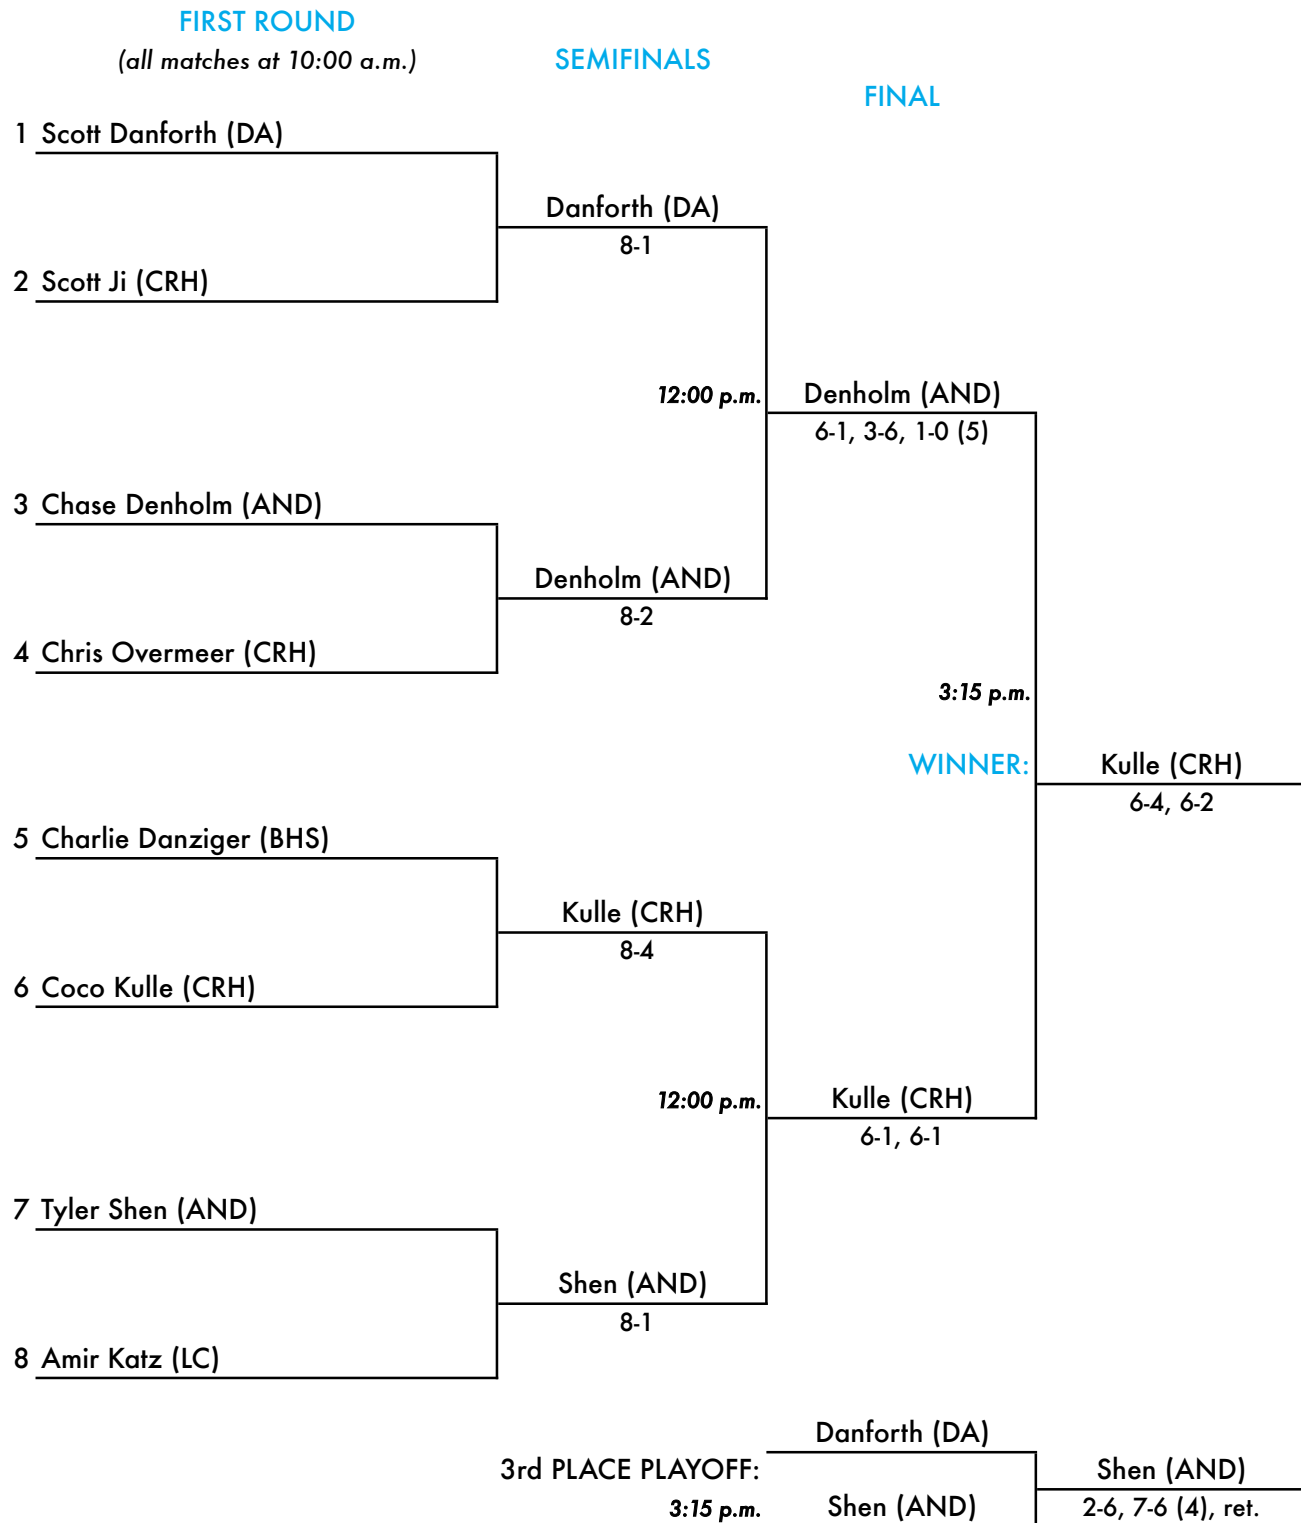 FIRST ROUND
(all matches at 10:00 a.m.)
SEMIFINALS
FINAL
1 Scott Danforth (DA)
Danforth (DA)
8-1
2 Scott Ji (CRH)
12:00 p.m.
Denholm (AND)
6-1, 3-6, 1-0 (5)
3 Chase Denholm (AND)
Denholm (AND)
8-2
4 Chris Overmeer (CRH)
3:15 p.m.
WINNER:
Kulle (CRH)
6-4, 6-2
5 Charlie Danziger (BHS)
Kulle (CRH)
8-4
6 Coco Kulle (CRH)
12:00 p.m.
Kulle (CRH)
6-1, 6-1
7 Tyler Shen (AND)
Shen (AND)
8-1
8 Amir Katz (LC)
Danforth (DA)
3rd PLACE PLAYOFF:
Shen (AND)
3:15 p.m.
Shen (AND)
2-6, 7-6 (4), ret.